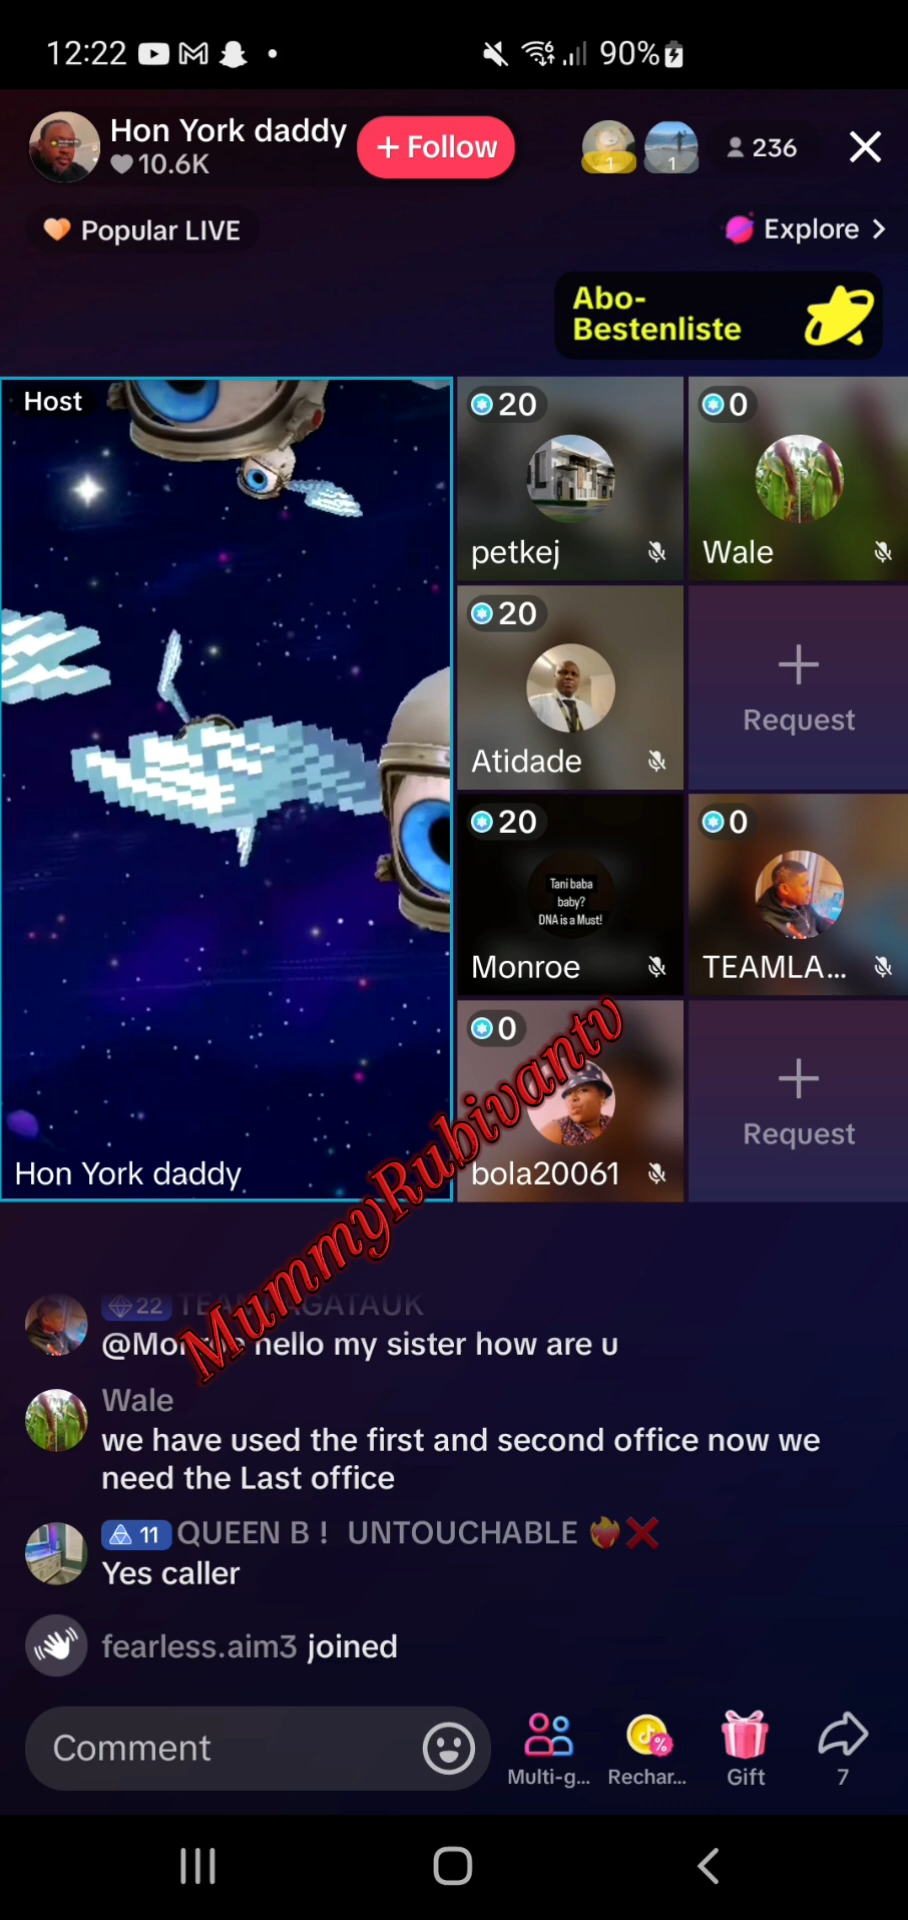 12:22
90%
Hon York daddy
10.6K
+ Follow
1
1
236
Popular LIVE
Explore >
Abo-
Bestenliste
Host
20
0
petkej
Wale
20
Request
Atidade
20
0
Tani baba
baby?
DNA is a Must!
Monroe
TEAMLA...
0
Request
Hon York daddy
bola20061
MummyRubivantv
22
@Monroe hello my sister how are u
Wale
we have used the first and second office now we
need the Last office
11 QUEEN B ! UNTOUCHABLE ❤️‍🔥❌
Yes caller
fearless.aim3 joined
Comment
Multi-g...
Rechar...
Gift
7